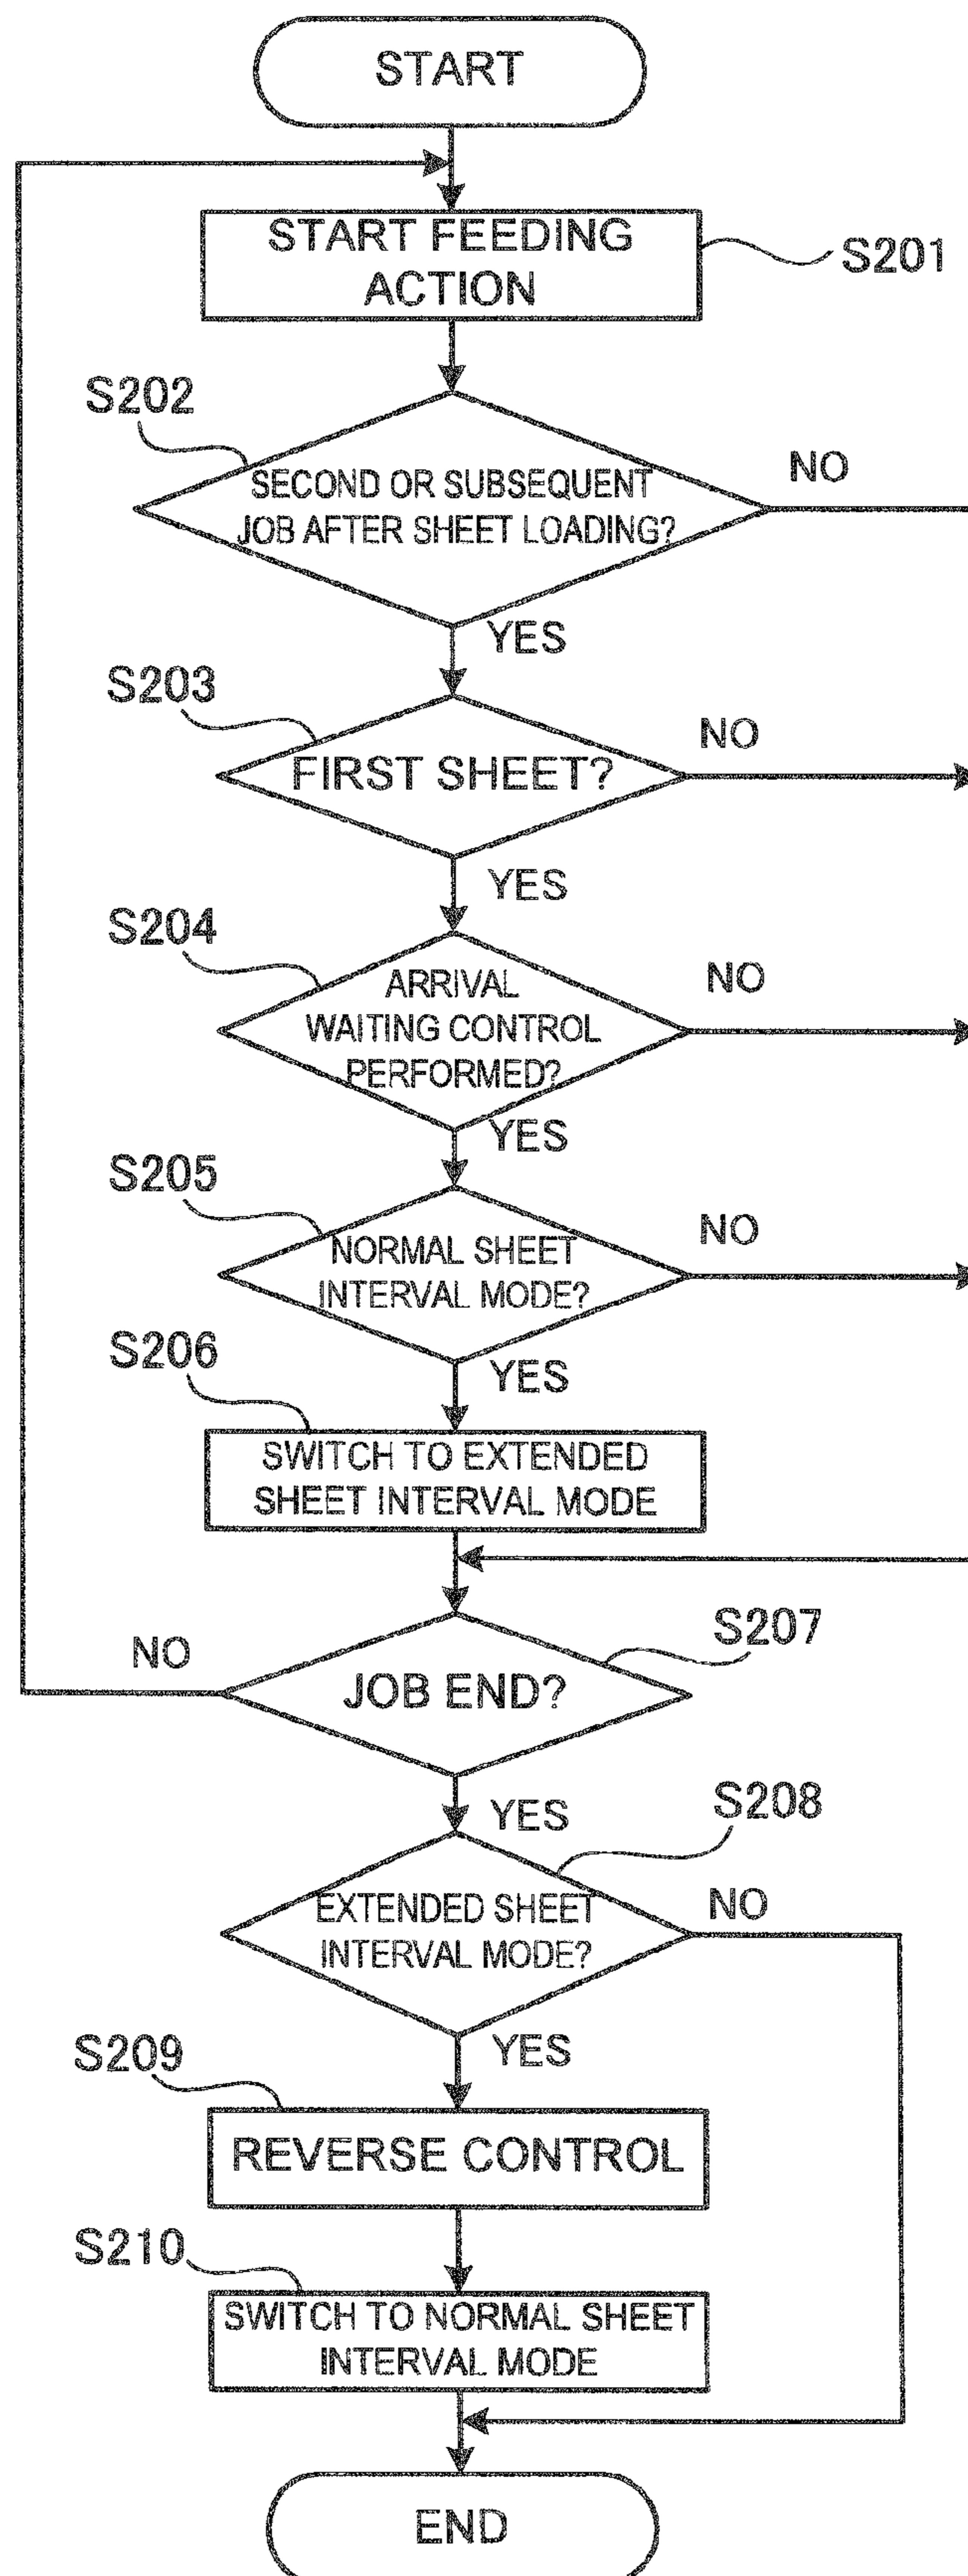 START
START FEEDING
ACTION
S201
S202
SECOND OR SUBSEQUENT
JOB AFTER SHEET LOADING?
NO
YES
S203
FIRST SHEET?
NO
YES
S204
ARRIVAL
WAITING CONTROL
PERFORMED?
NO
YES
S205
NORMAL SHEET
INTERVAL MODE?
NO
YES
S206
SWITCH TO EXTENDED
SHEET INTERVAL MODE
S207
NO
JOB END?
YES
S208
EXTENDED SHEET
INTERVAL MODE?
NO
YES
S209
REVERSE CONTROL
S210
SWITCH TO NORMAL SHEET
INTERVAL MODE
END